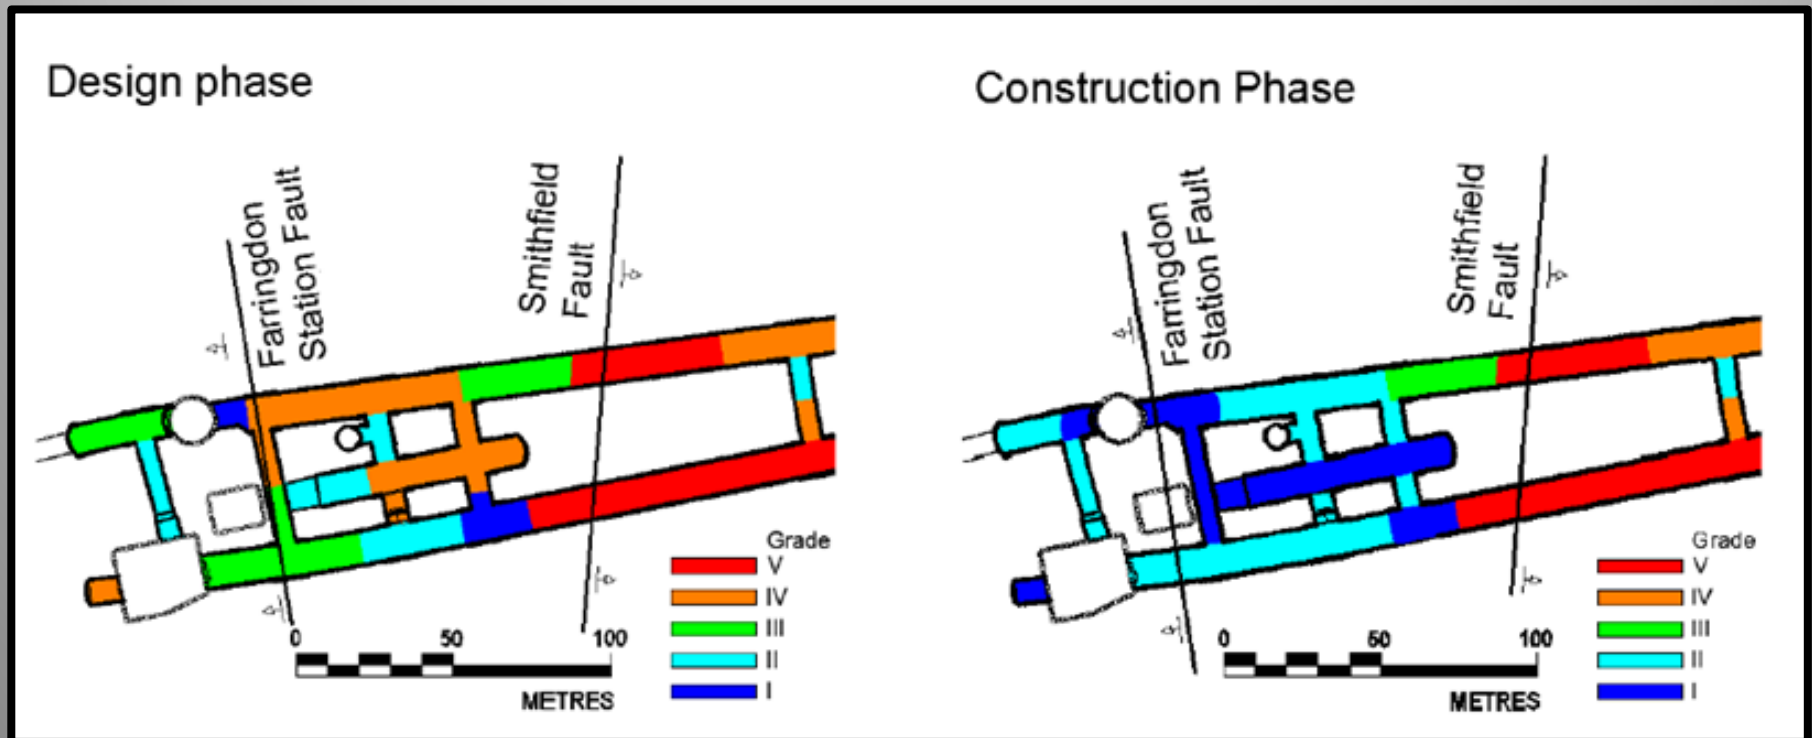 Design phase
Farringdon
Station Fault
Smithfield
Fault
Grade
V
IV
III
II
I
0 50 100
METRES
Construction Phase
Farringdon
Station Fault
Smithfield
Fault
Grade
V
IV
III
II
I
0 50 100
METRES